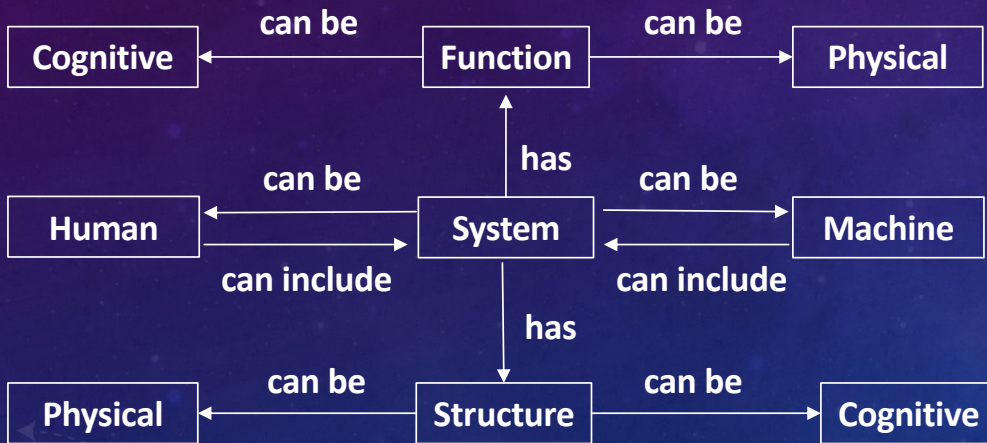 can be can be
Cognitive Function Physical
has
can be can be
Human System Machine
can include can include
has
can be can be
Physical Structure Cognitive